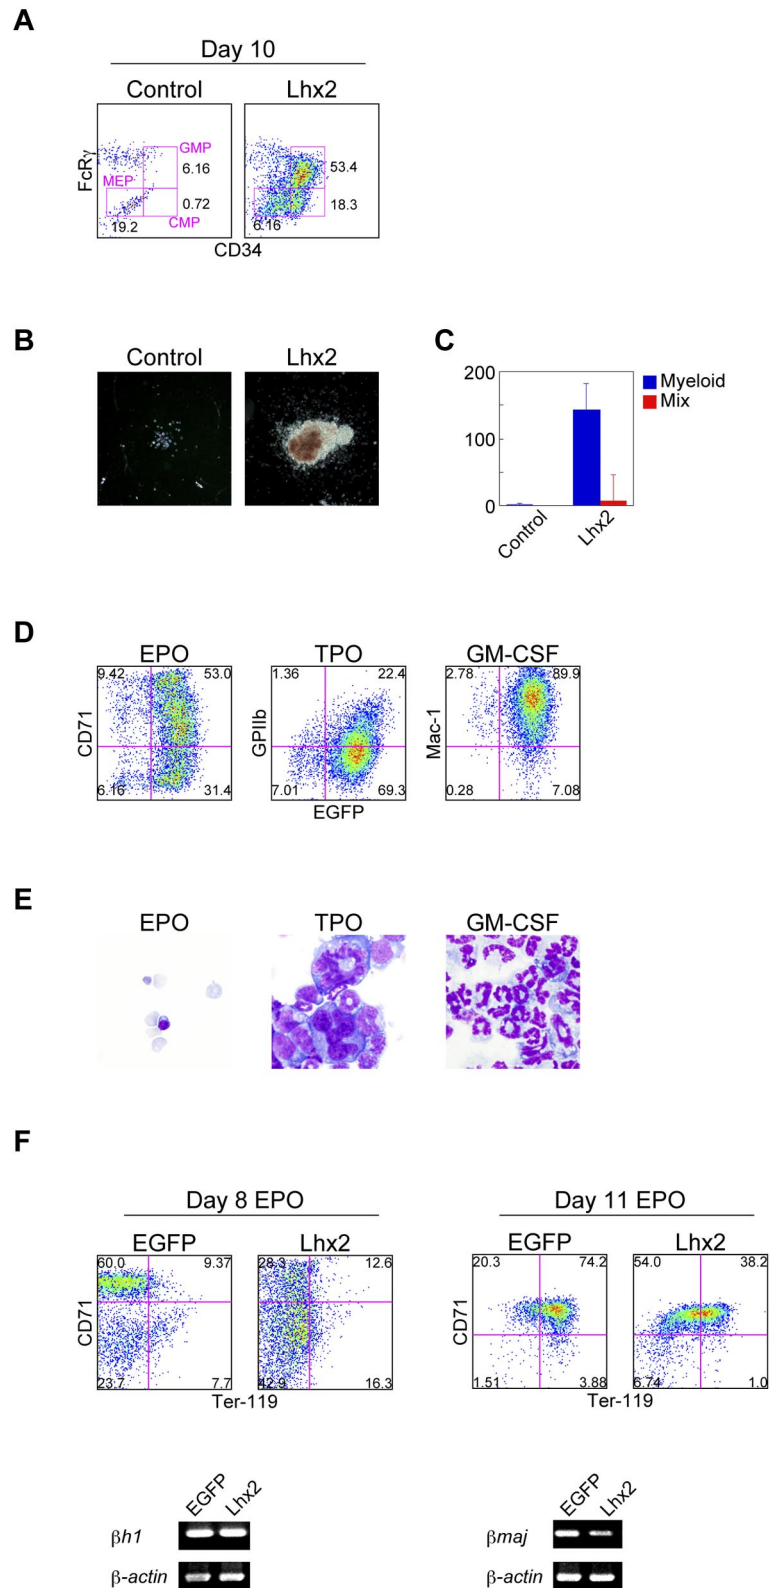 A
Day 10
Control Lhx2
FcRγ
GMP
6.16
MEP
0.72
19.2
CMP
53.4
18.3
6.16
CD34
B
Control Lhx2
C
200
100
0
Myeloid
Mix
Control Lhx2
D
EPO TPO GM-CSF
CD71
9.42 53.0
6.16 31.4
GPIIb
1.36 22.4
7.01 69.3
Mac-1
2.78 89.9
0.28 7.08
EGFP
E
EPO TPO GM-CSF
F
Day 8 EPO
EGFP Lhx2
CD71
60.0 9.37
23.7 7.7
28.3 12.6
42.9 16.3
Ter-119
Day 11 EPO
EGFP Lhx2
CD71
20.3 74.2
1.51 3.88
54.0 38.2
6.74 1.0
Ter-119
EGFP Lhx2
βh1
β-actin
EGFP Lhx2
βmaj
β-actin